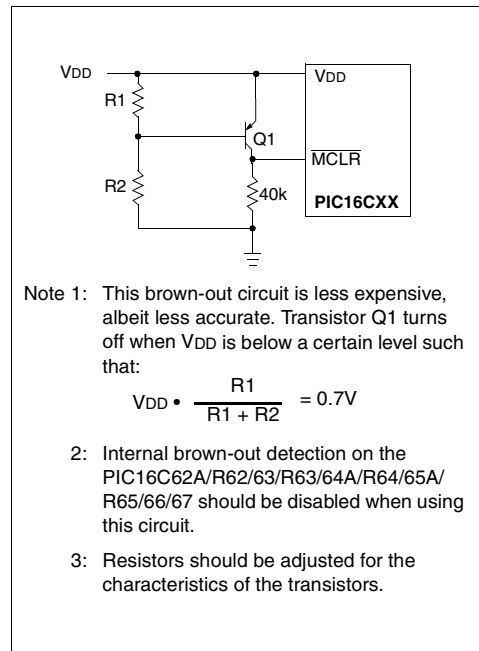 VDD
VDD
R1
Q1
MCLR
R2
40k
PIC16CXX
Note 1: This brown-out circuit is less expensive,
albeit less accurate. Transistor Q1 turns
off when VDD is below a certain level such
that:
VDD • R1 / R1 + R2 = 0.7V
2: Internal brown-out detection on the
PIC16C62A/R62/63/R63/64A/R64/65A/
R65/66/67 should be disabled when using
this circuit.
3: Resistors should be adjusted for the
characteristics of the transistors.